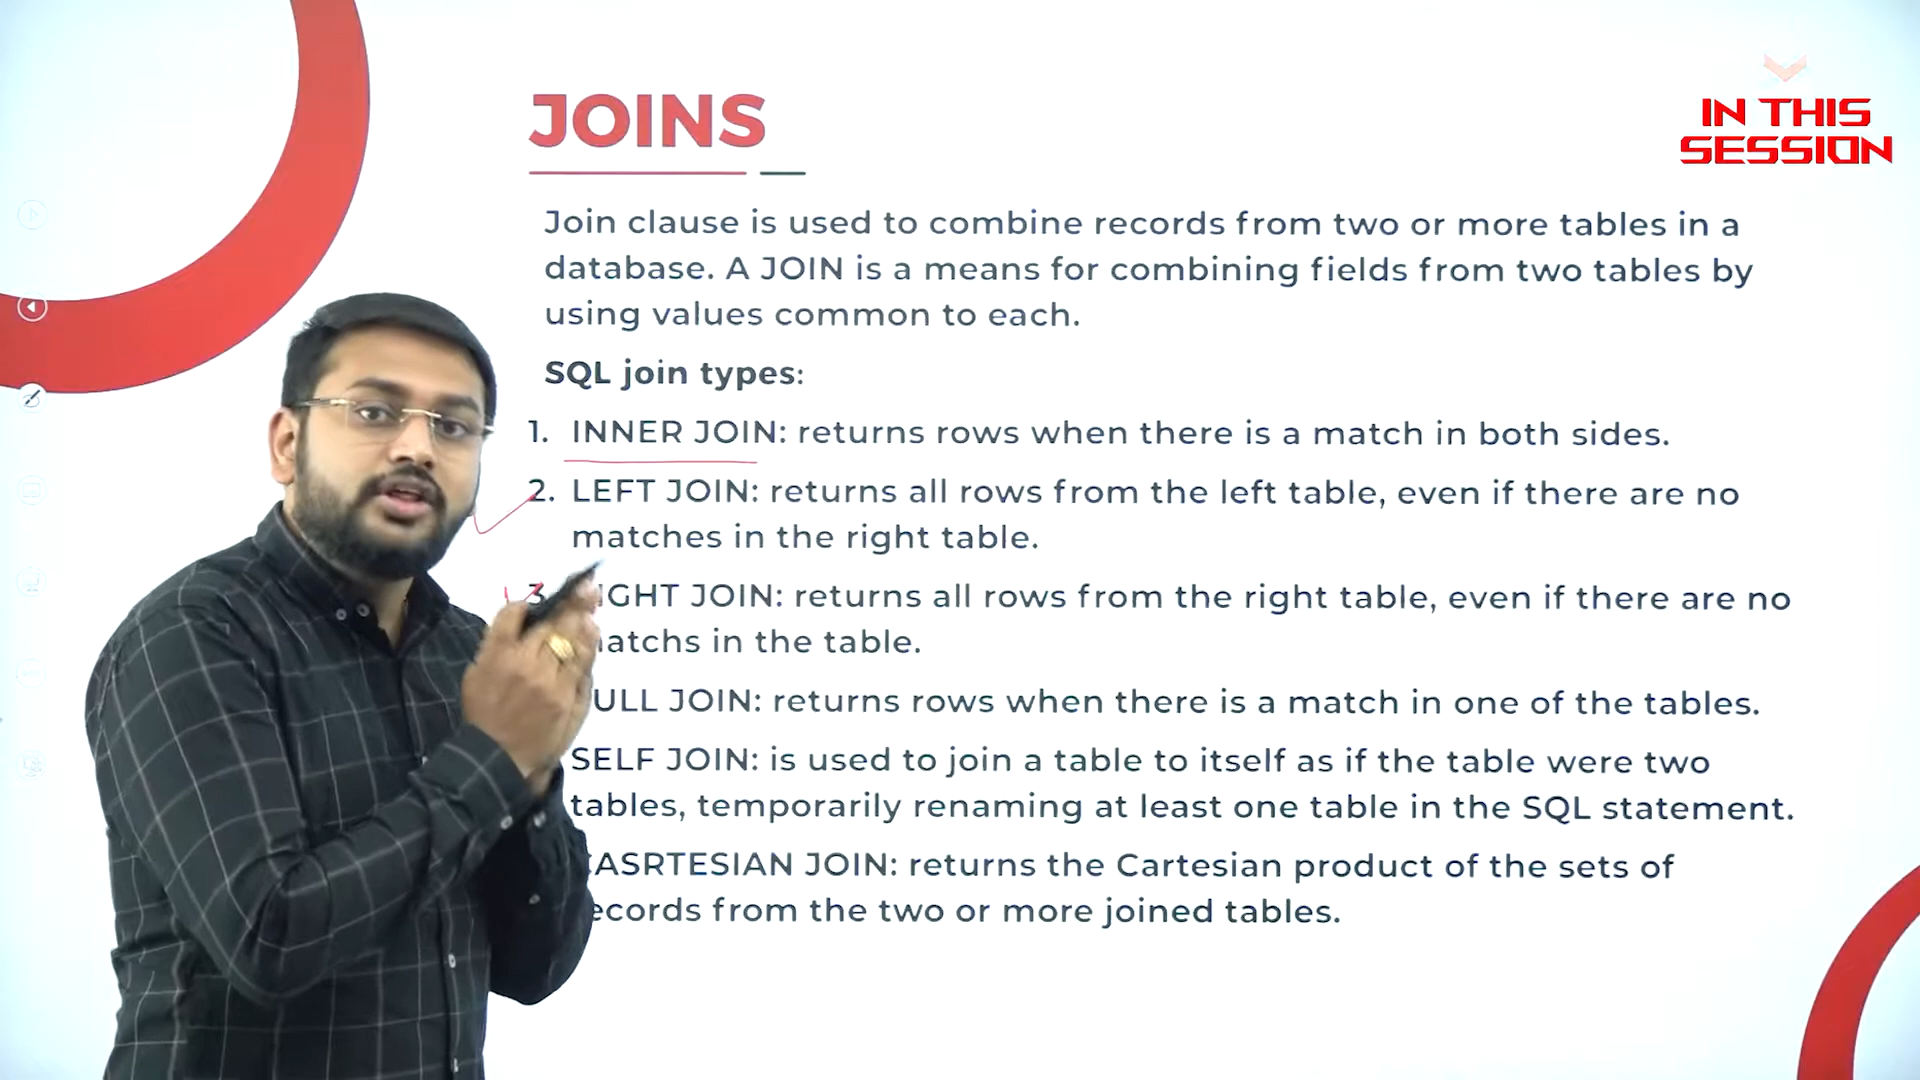 JOINS
IN THIS
SESSION
Join clause is used to combine records from two or more tables in a
database. A JOIN is a means for combining fields from two tables by
using values common to each.
SQL join types:
1. INNER JOIN: returns rows when there is a match in both sides.
2. LEFT JOIN: returns all rows from the left table, even if there are no
matches in the right table.
3 IGHT JOIN: returns all rows from the right table, even if there are no
atchs in the table.
ULL JOIN: returns rows when there is a match in one of the tables.
SELF JOIN: is used to join a table to itself as if the table were two
tables, temporarily renaming at least one table in the SQL statement.
CASRTESIAN JOIN: returns the Cartesian product of the sets of
ecords from the two or more joined tables.